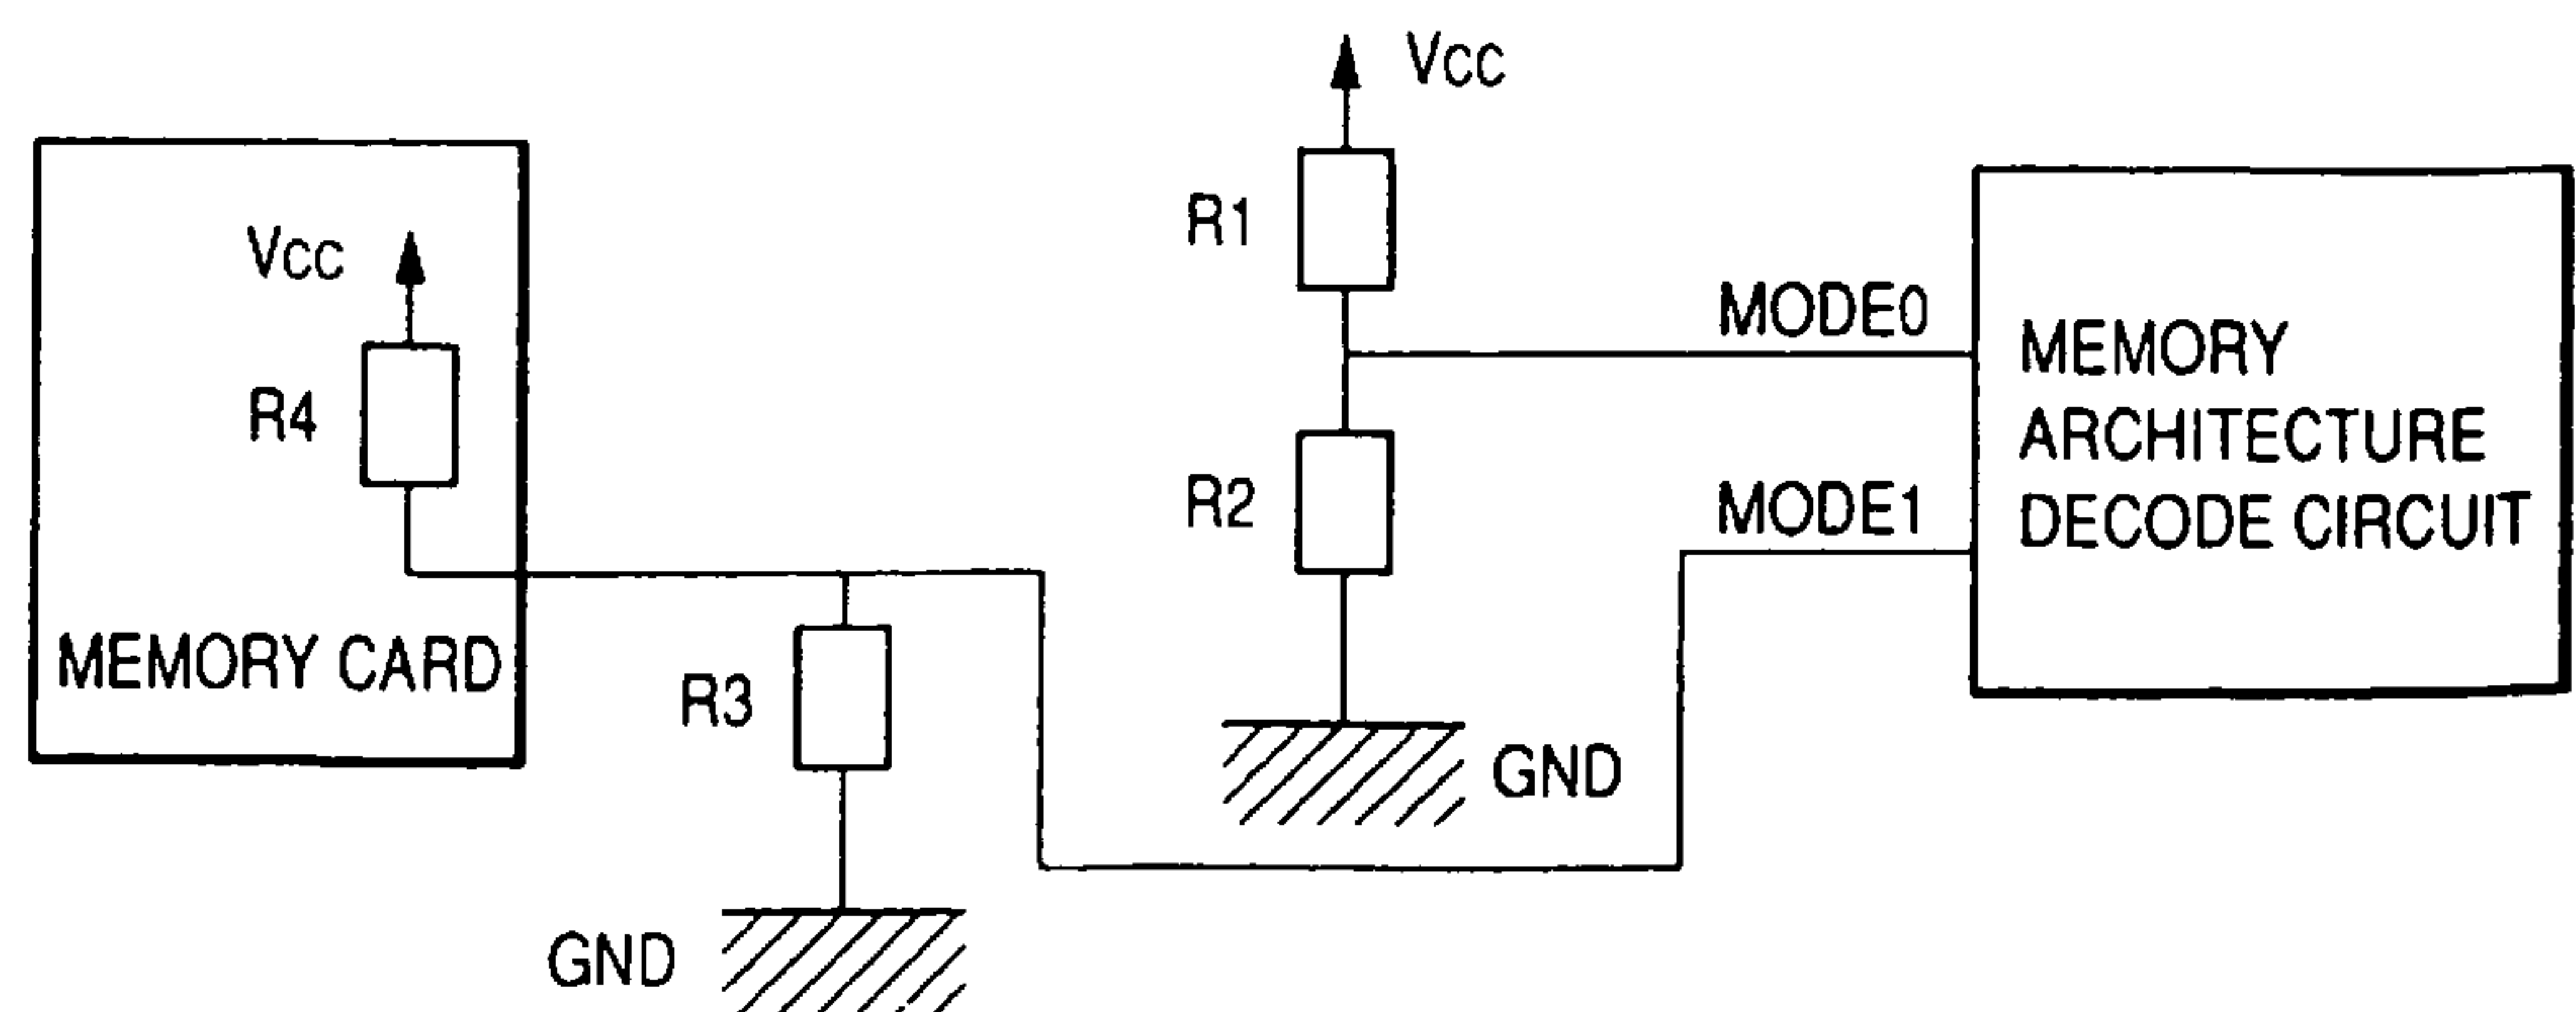 VCC
R4
MEMORY CARD
R3
GND
VCC
R1
R2
GND
MODE0
MODE1
MEMORY
ARCHITECTURE
DECODE CIRCUIT